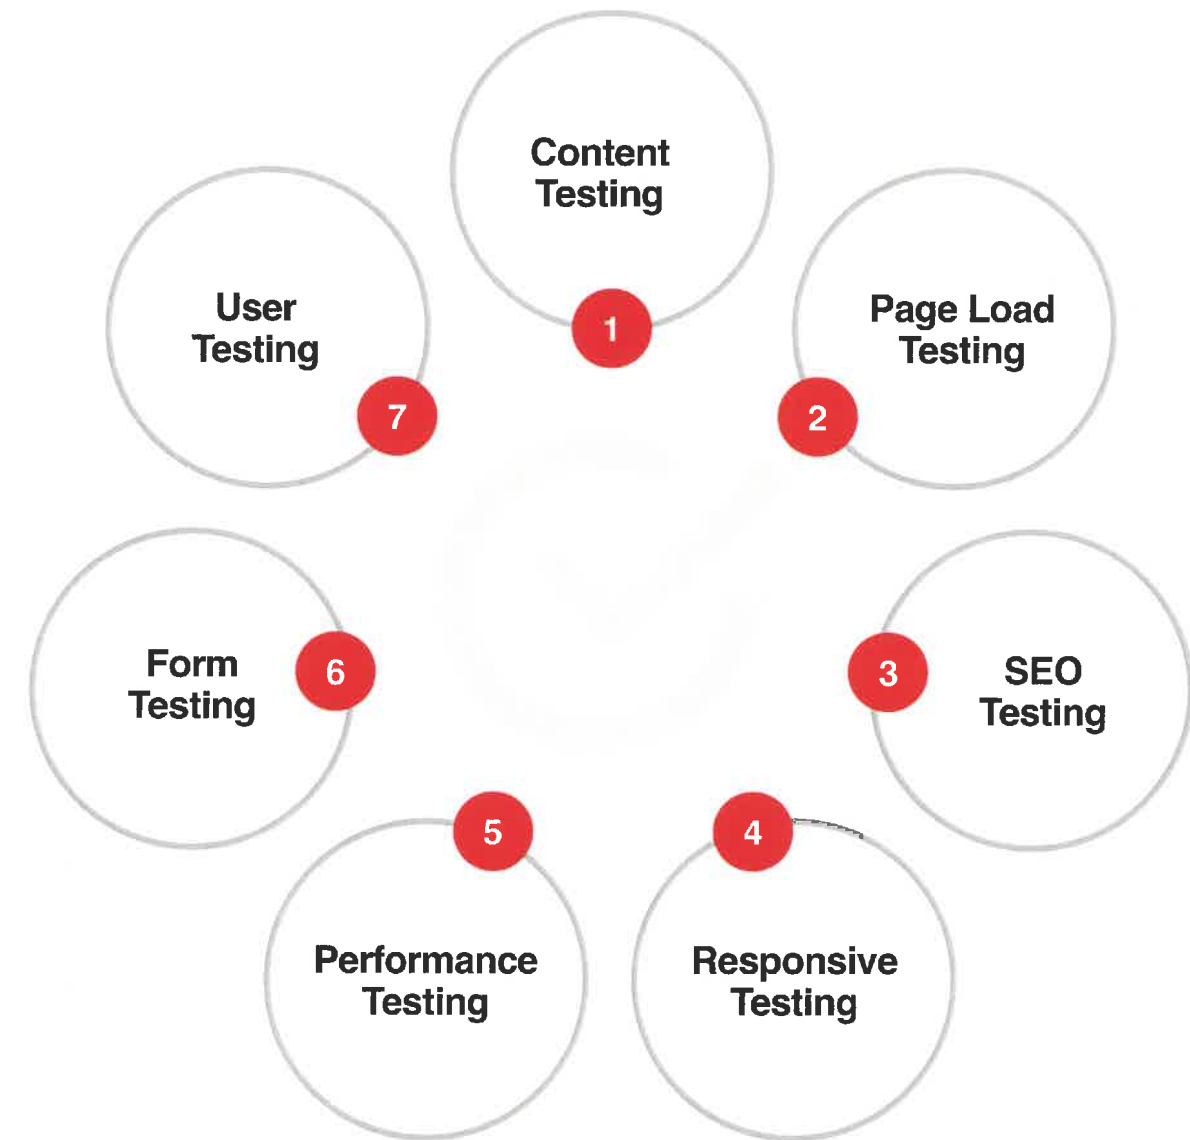 Content
Testing
1
Page Load
Testing
2
SEO
Testing
3
Responsive
Testing
4
Performance
Testing
5
Form
Testing
6
User
Testing
7